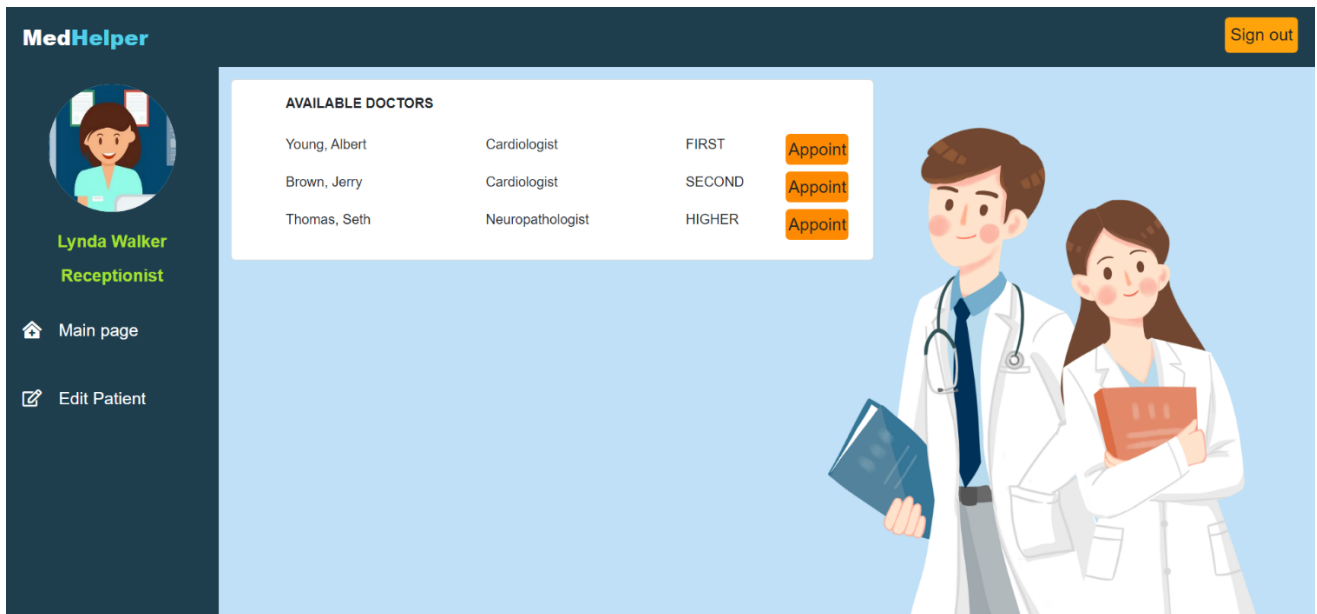 MedHelper
Sign out
Lynda Walker
Receptionist
Main page
Edit Patient
AVAILABLE DOCTORS
Young, Albert Cardiologist FIRST Appoint
Brown, Jerry Cardiologist SECOND Appoint
Thomas, Seth Neuropathologist HIGHER Appoint